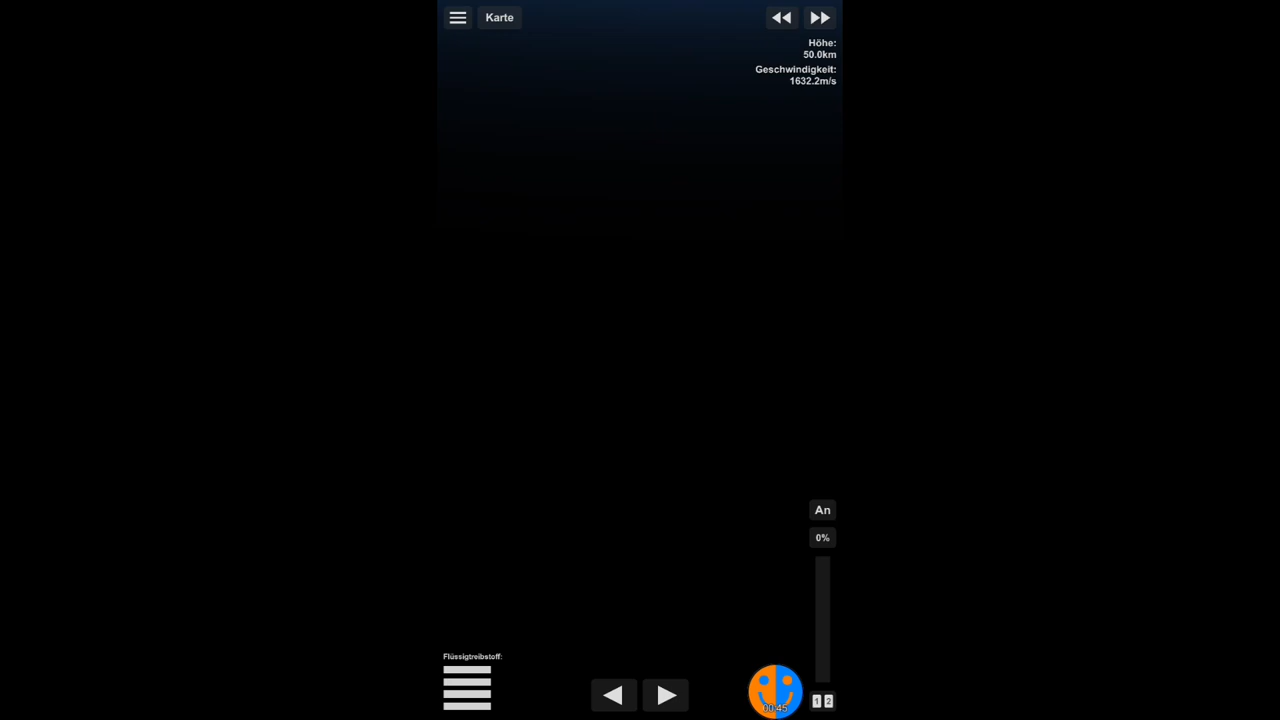 Karte
Höhe:
50.0km
Geschwindigkeit:
1632.2m/s
An
0%
Flüssigtreibstoff:
00:45
1 2